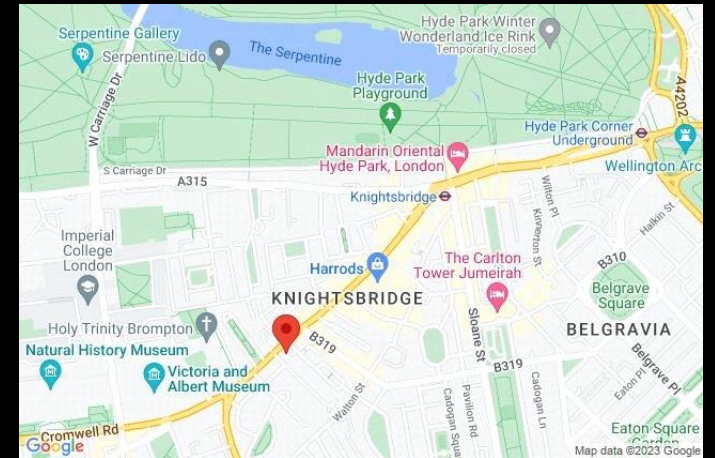 Hyde Park Winter
Wonderland Ice Rink
Temporarily closed
Serpentine Gallery
Serpentine Lido
The Serpentine
W Carriage Dr
Hyde Park
Playground
A4202
Hyde Park Corner
Underground
Mandarin Oriental
Hyde Park, London
Wellington Arc
S Carriage Dr
A315
Knightsbridge
Wilton Pl
Kinnerton St
Halkin St
Imperial
College
London
Harrods
The Carlton
Tower Jumeirah
B310
Belgrave
Square
KNIGHTSBRIDGE
Sloane St
BELGRAVIA
Holy Trinity Brompton
B319
Natural History Museum
Victoria and
Albert Museum
B319
Belgrave Pl
Eaton Pl
Walton St
Cadogan Squa
Pavilion Rd
Cadogan Ln
Cromwell Rd
Eaton Square
Garden
Google
Map data ©2023 Google